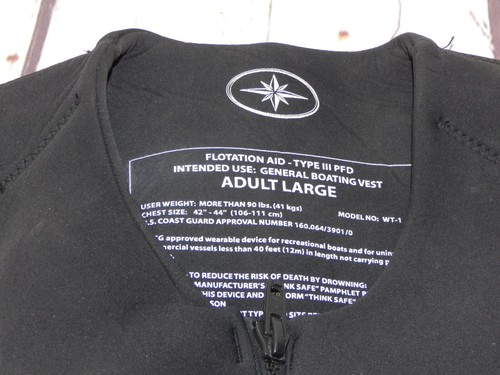 FLOTATION AID - TYPE III PFD
INTENDED USE: GENERAL BOATING VEST
ADULT LARGE
USER WEIGHT: MORE THAN 90 lbs. (41 kgs)
CHEST SIZE: 42" - 44" (106-111 cm) MODEL NO: WT-1
U.S. COAST GUARD APPROVAL NUMBER 160.064/3901/0
approved wearable device for recreational boats and for
vessels less than 40 feet (12m) in length not carrying
TO REDUCE THE RISK OF DEATH BY DROWNING:
MANUFACTURER'S SAFE" PAMPHLET
THIS DEVICE AND "THINK SAFE"